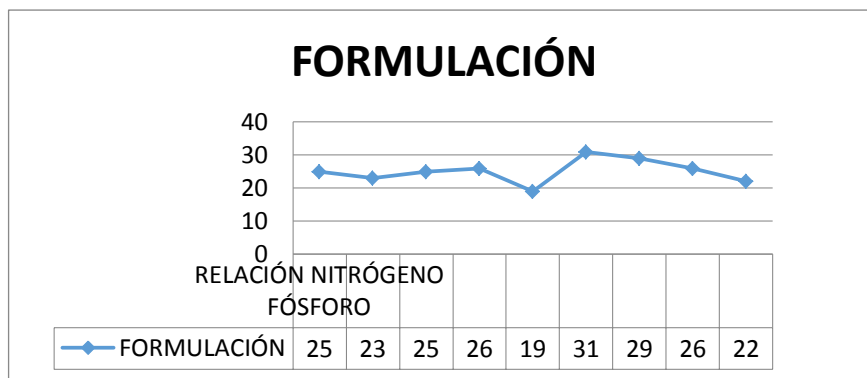 FORMULACIÓN
40
30
20
10
0
RELACIÓN NITRÓGENO
FÓSFORO
FORMULACIÓN 25 23 25 26 19 31 29 26 22